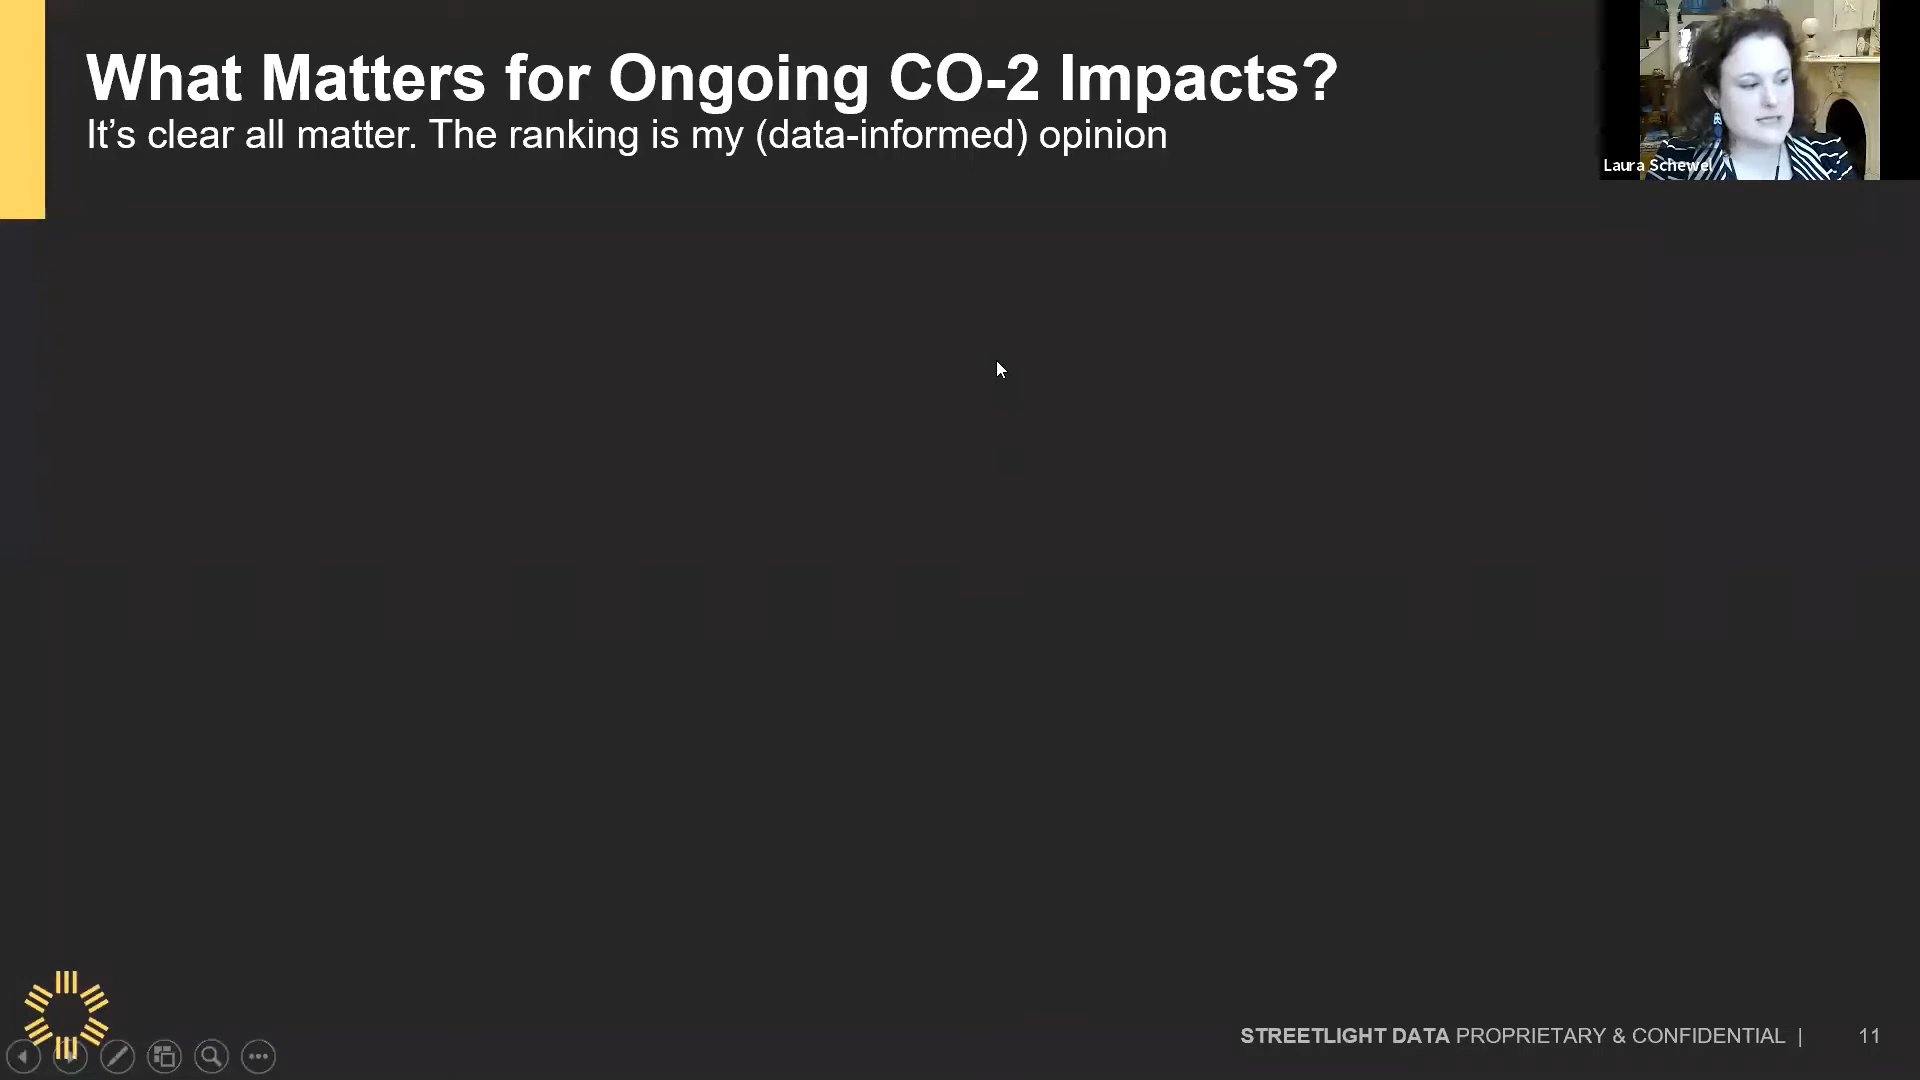 What Matters for Ongoing CO-2 Impacts?
It’s clear all matter. The ranking is my (data-informed) opinion
Laura Schewel
STREETLIGHT DATA PROPRIETARY & CONFIDENTIAL | 11